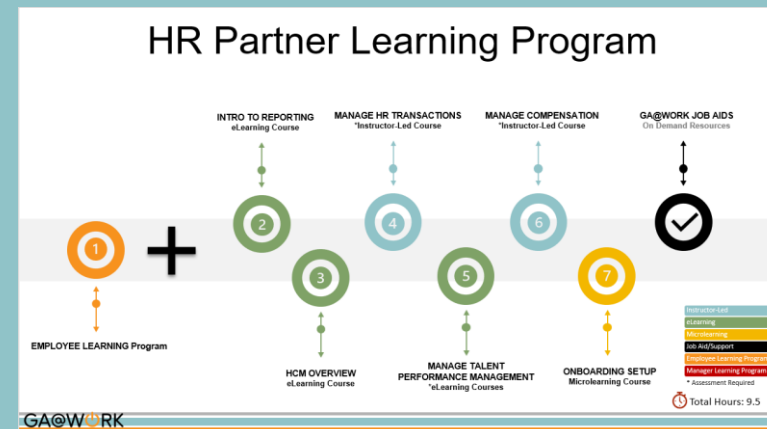 HR Partner Learning Program
INTRO TO REPORTING
eLearning Course
MANAGE HR TRANSACTIONS
*Instructor-Led Course
MANAGE COMPENSATION
*Instructor-Led Course
GA@WORK JOB AIDS
On Demand Resources
1
+
2
3
4
5
6
7
EMPLOYEE LEARNING Program
HCM OVERVIEW
eLearning Course
MANAGE TALENT
PERFORMANCE MANAGEMENT
*eLearning Courses
ONBOARDING SETUP
Microlearning Course
Instructor-Led
eLearning
Microlearning
Job Aid/Support
Employee Learning Program
Manager Learning Program
* Assessment Required
Total Hours: 9.5
GA@WORK